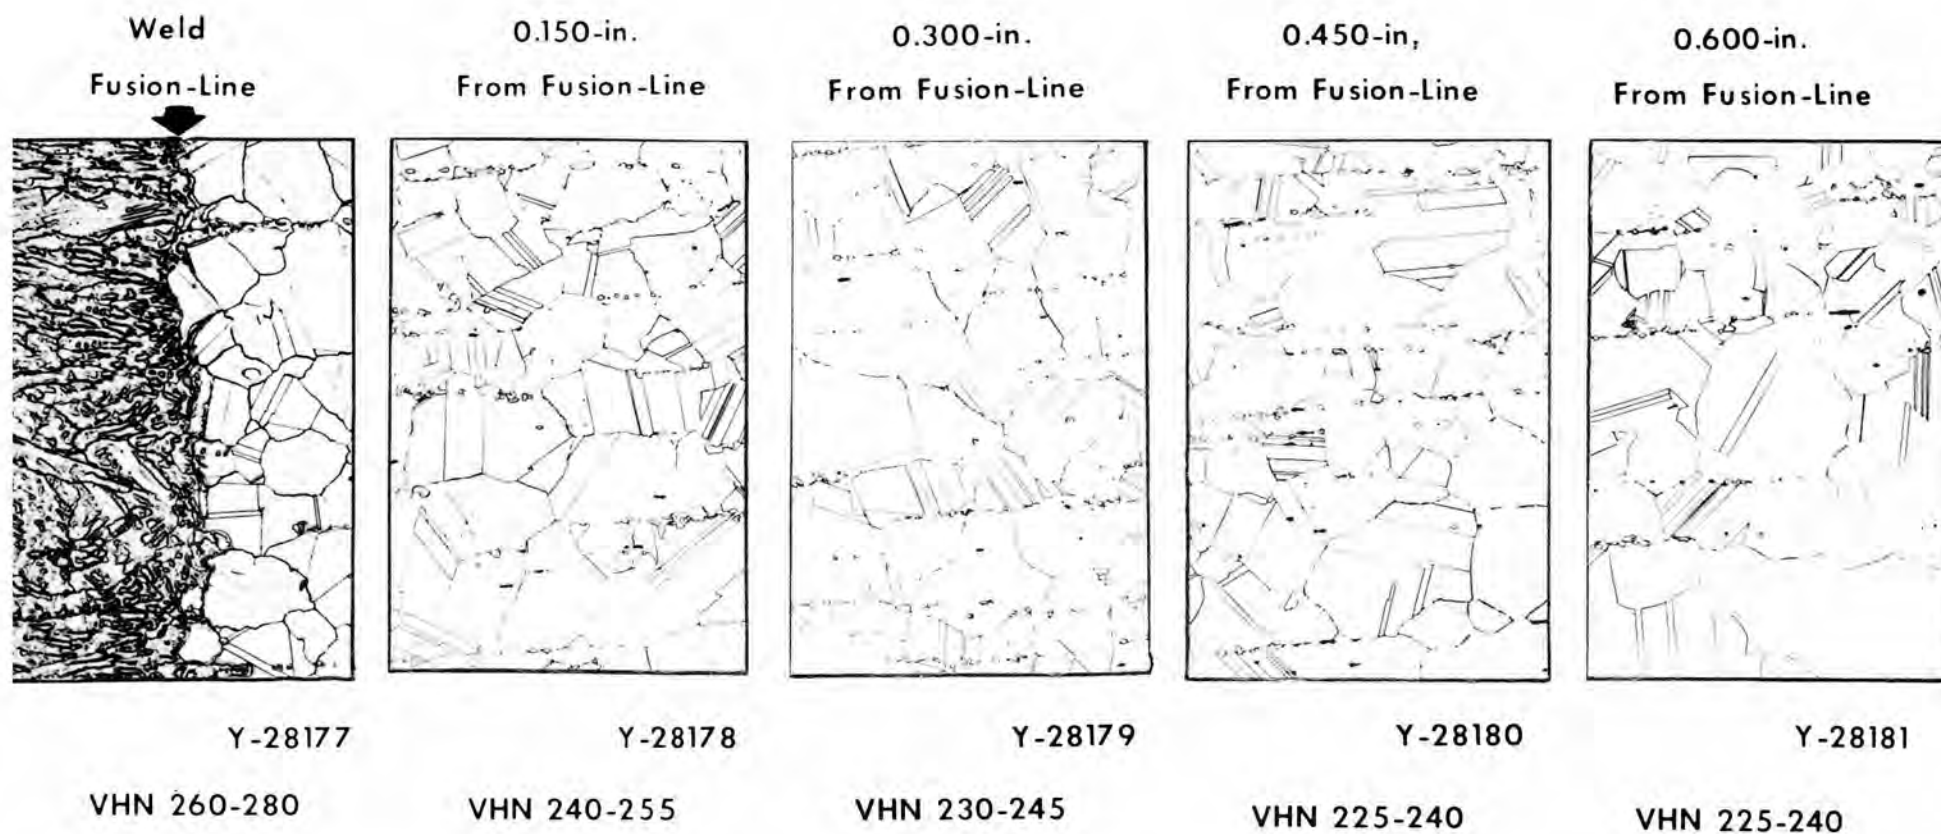 Weld
Fusion-Line
0.150-in.
From Fusion-Line
0.300-in.
From Fusion-Line
0.450-in,
From Fusion-Line
0.600-in.
From Fusion-Line
Y-28177
Y-28178
Y-28179
Y-28180
Y-28181
VHN 260-280
VHN 240-255
VHN 230-245
VHN 225-240
VHN 225-240